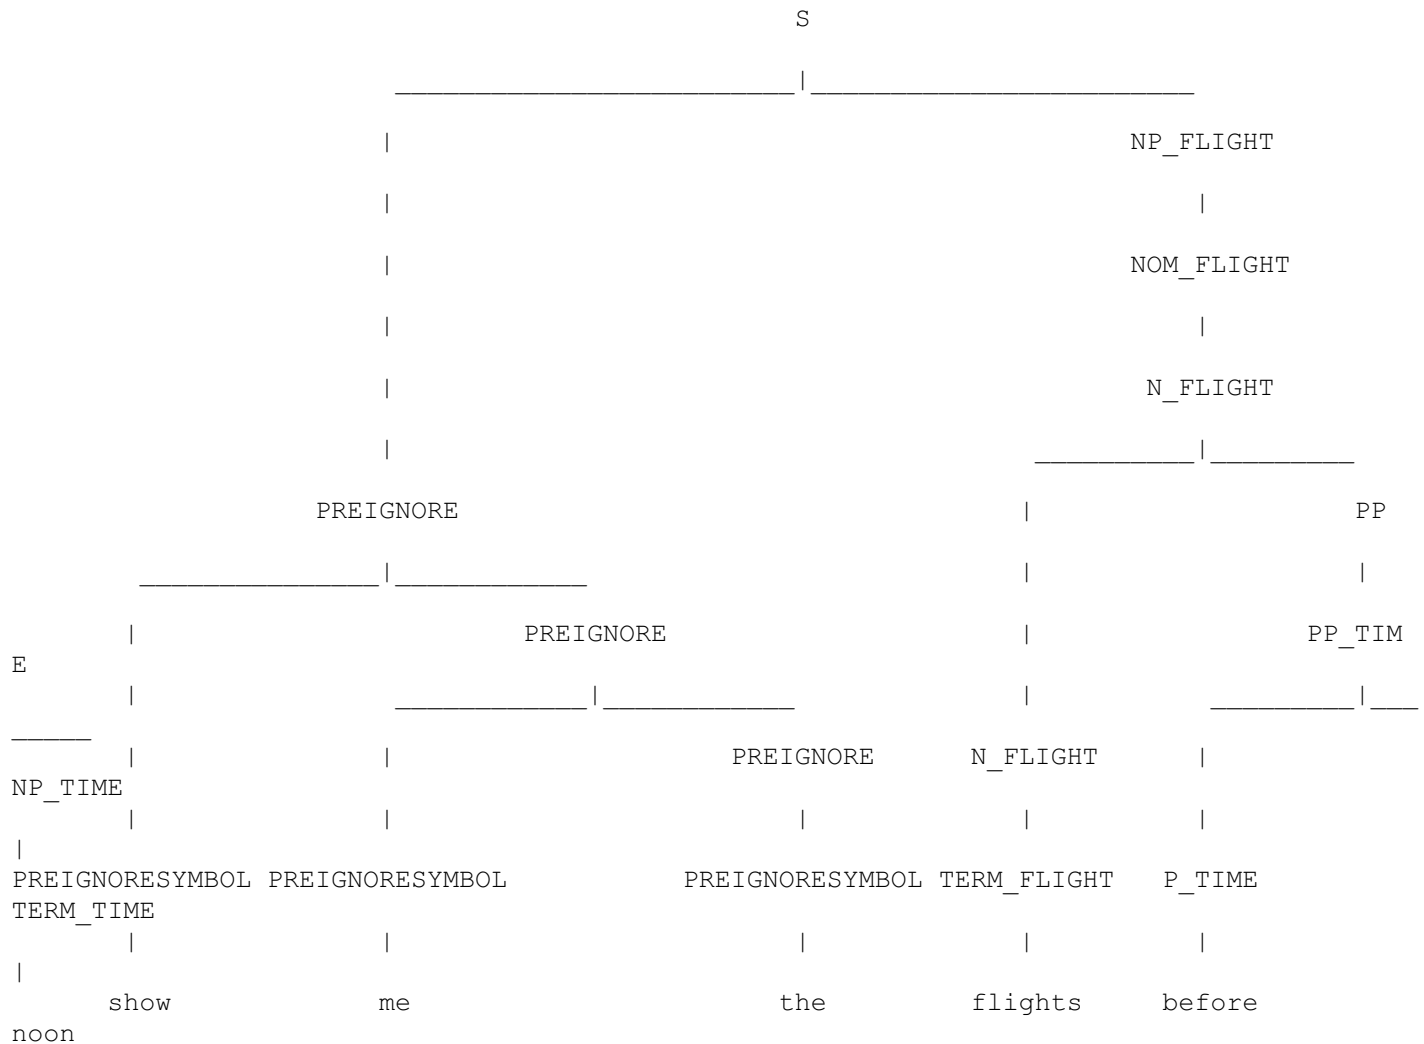 S
NP_FLIGHT
NOM_FLIGHT
N_FLIGHT
PREIGNORE PP
PREIGNORE PP_TIM
E
PREIGNORE N_FLIGHT
NP_TIME
PREIGNORESYMBOL PREIGNORESYMBOL PREIGNORESYMBOL TERM_FLIGHT P_TIME
TERM_TIME
show me the flights before
noon